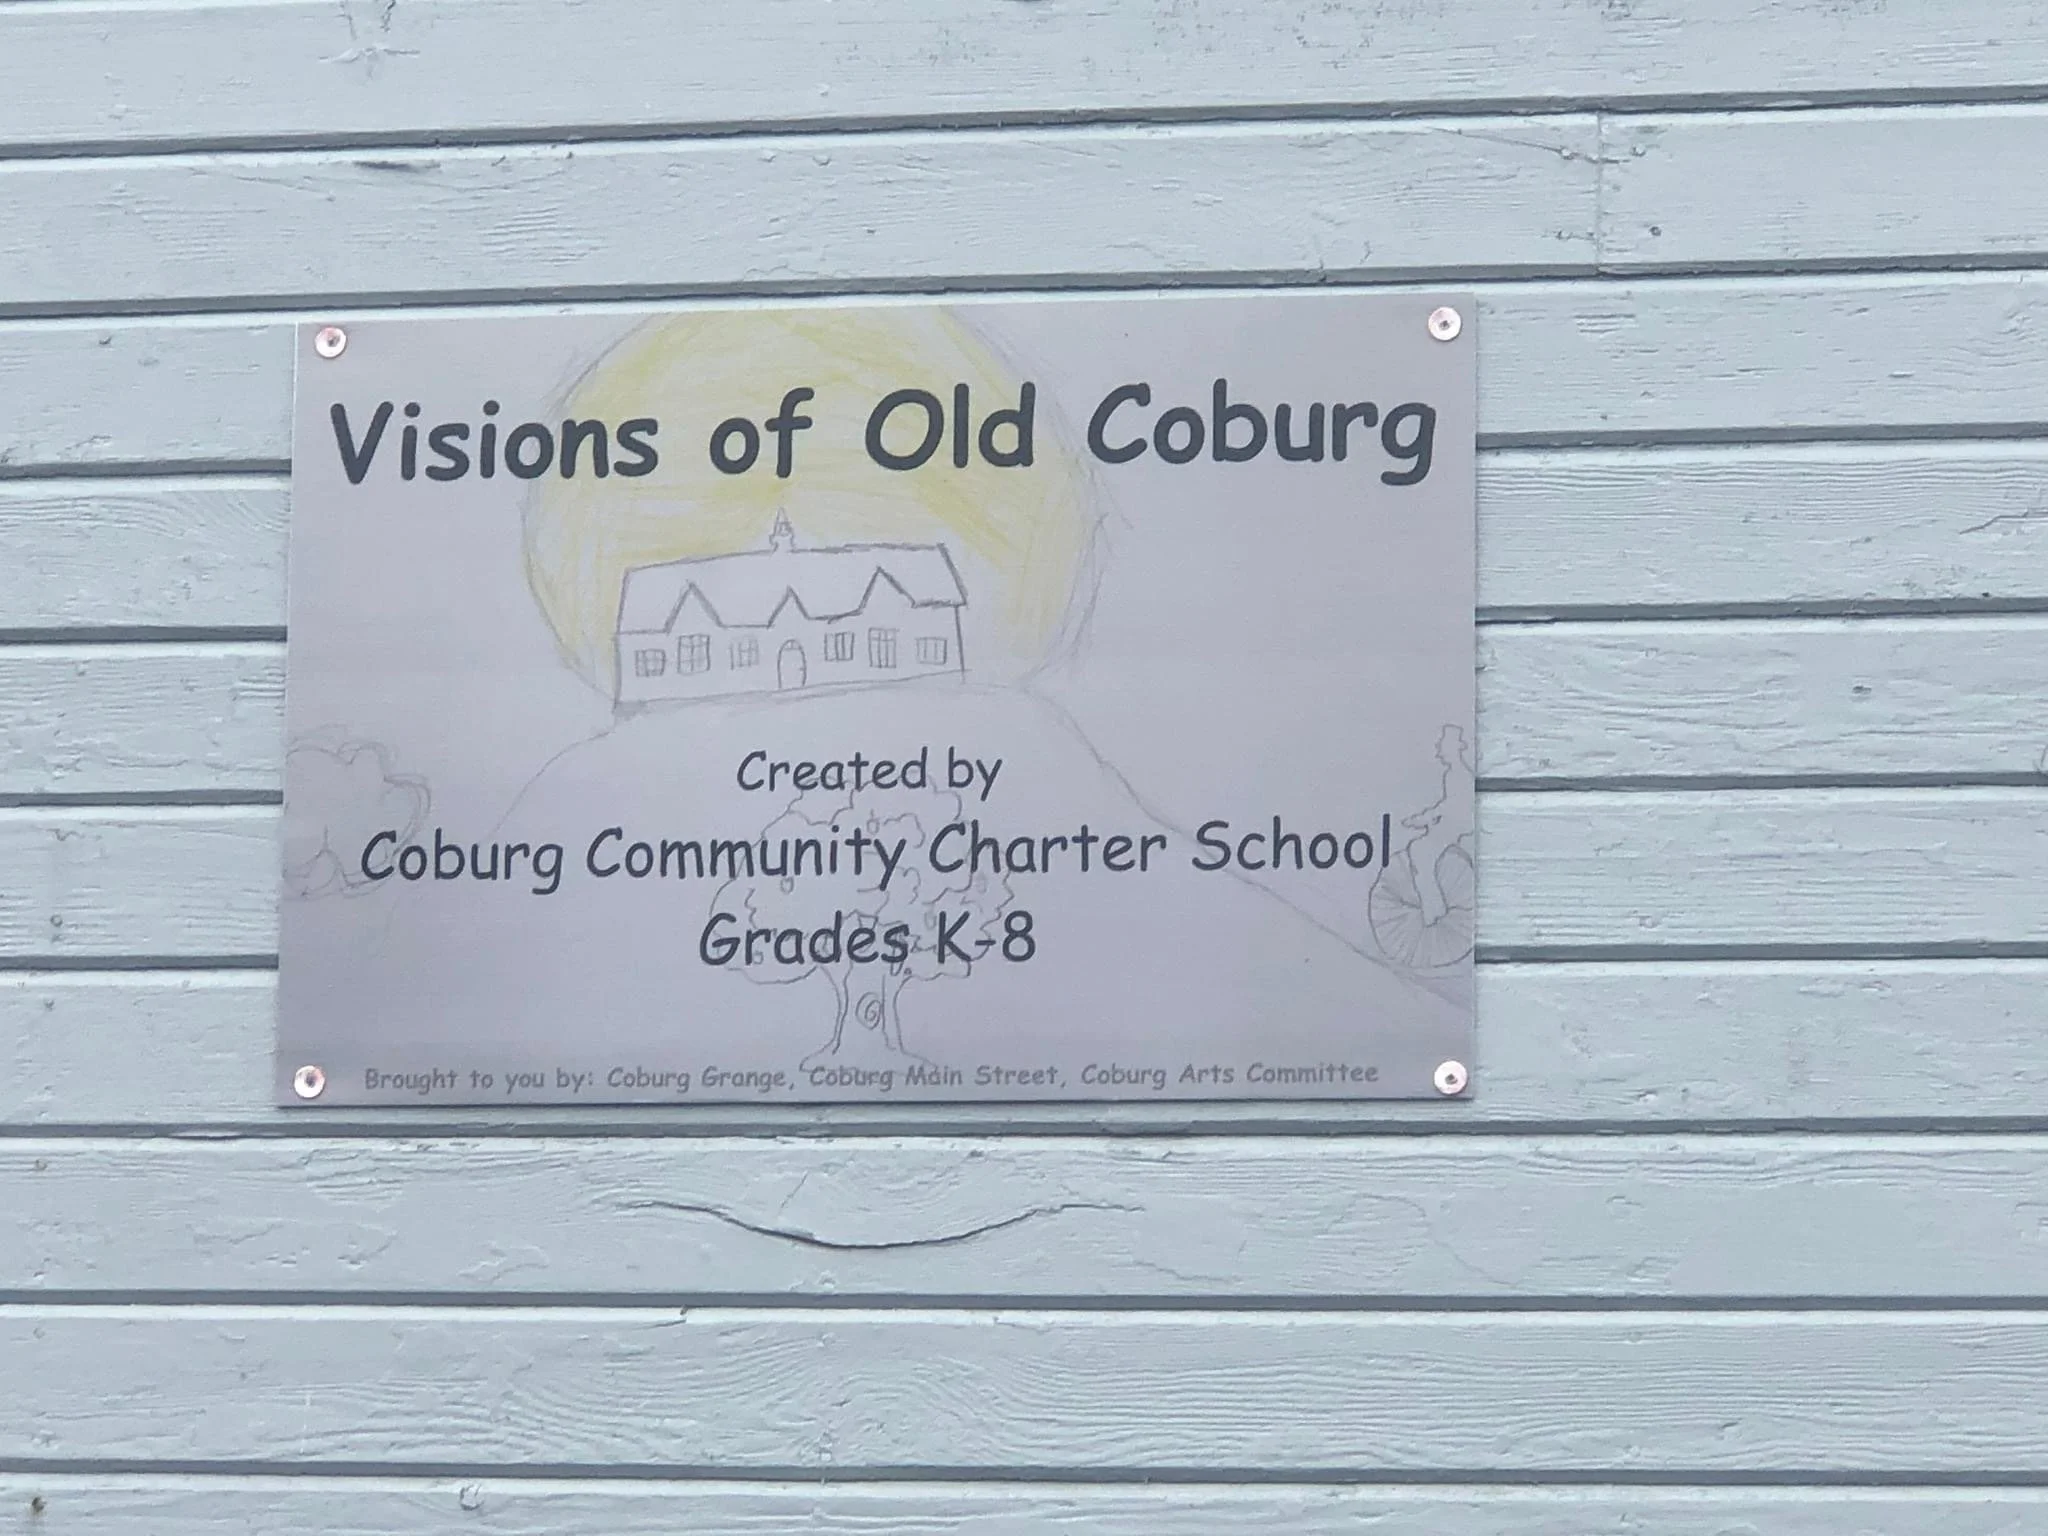 Visions of Old Coburg
Created by
Coburg Community Charter School
Grades K-8
Brought to you by: Coburg Grange, Coburg Main Street, Coburg Arts Committee